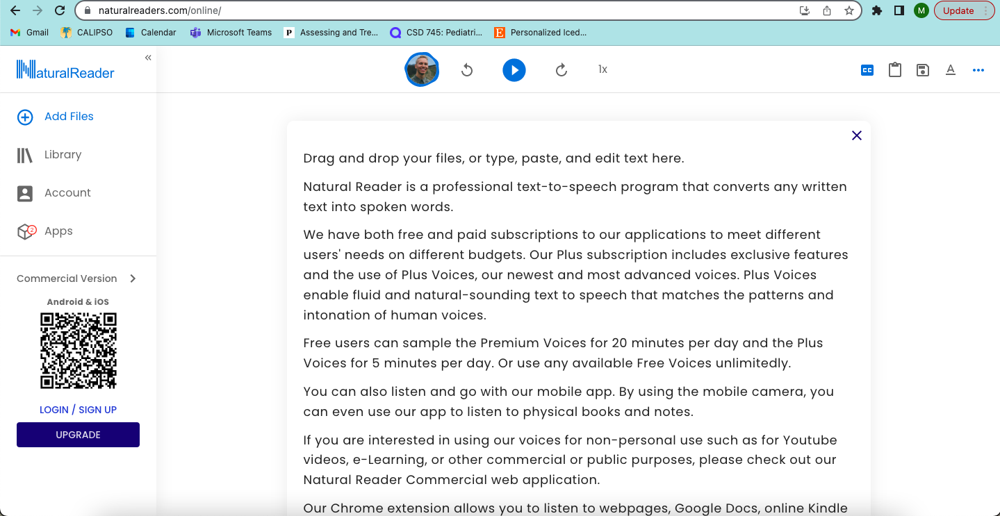 naturalreaders.com/online/
M
Update
Gmail
CALIPSO
Calendar
Microsoft Teams
P
Assessing and Tre...
CSD 745: Pediatri...
E
Personalized Iced...
NaturalReader
«
1x
CC
A
Add Files
Library
Account
2
Apps
Commercial Version
Android & iOS
LOGIN / SIGN UP
UPGRADE
Drag and drop your files, or type, paste, and edit text here.
Natural Reader is a professional text-to-speech program that converts any written
text into spoken words.
We have both free and paid subscriptions to our applications to meet different
users' needs on different budgets. Our Plus subscription includes exclusive features
and the use of Plus Voices, our newest and most advanced voices. Plus Voices
enable fluid and natural-sounding text to speech that matches the patterns and
intonation of human voices.
Free users can sample the Premium Voices for 20 minutes per day and the Plus
Voices for 5 minutes per day. Or use any available Free Voices unlimitedly.
You can also listen and go with our mobile app. By using the mobile camera, you
can even use our app to listen to physical books and notes.
If you are interested in using our voices for non-personal use such as for Youtube
videos, e-Learning, or other commercial or public purposes, please check out our
Natural Reader Commercial web application.
Our Chrome extension allows you to listen to webpages, Google Docs, online Kindle